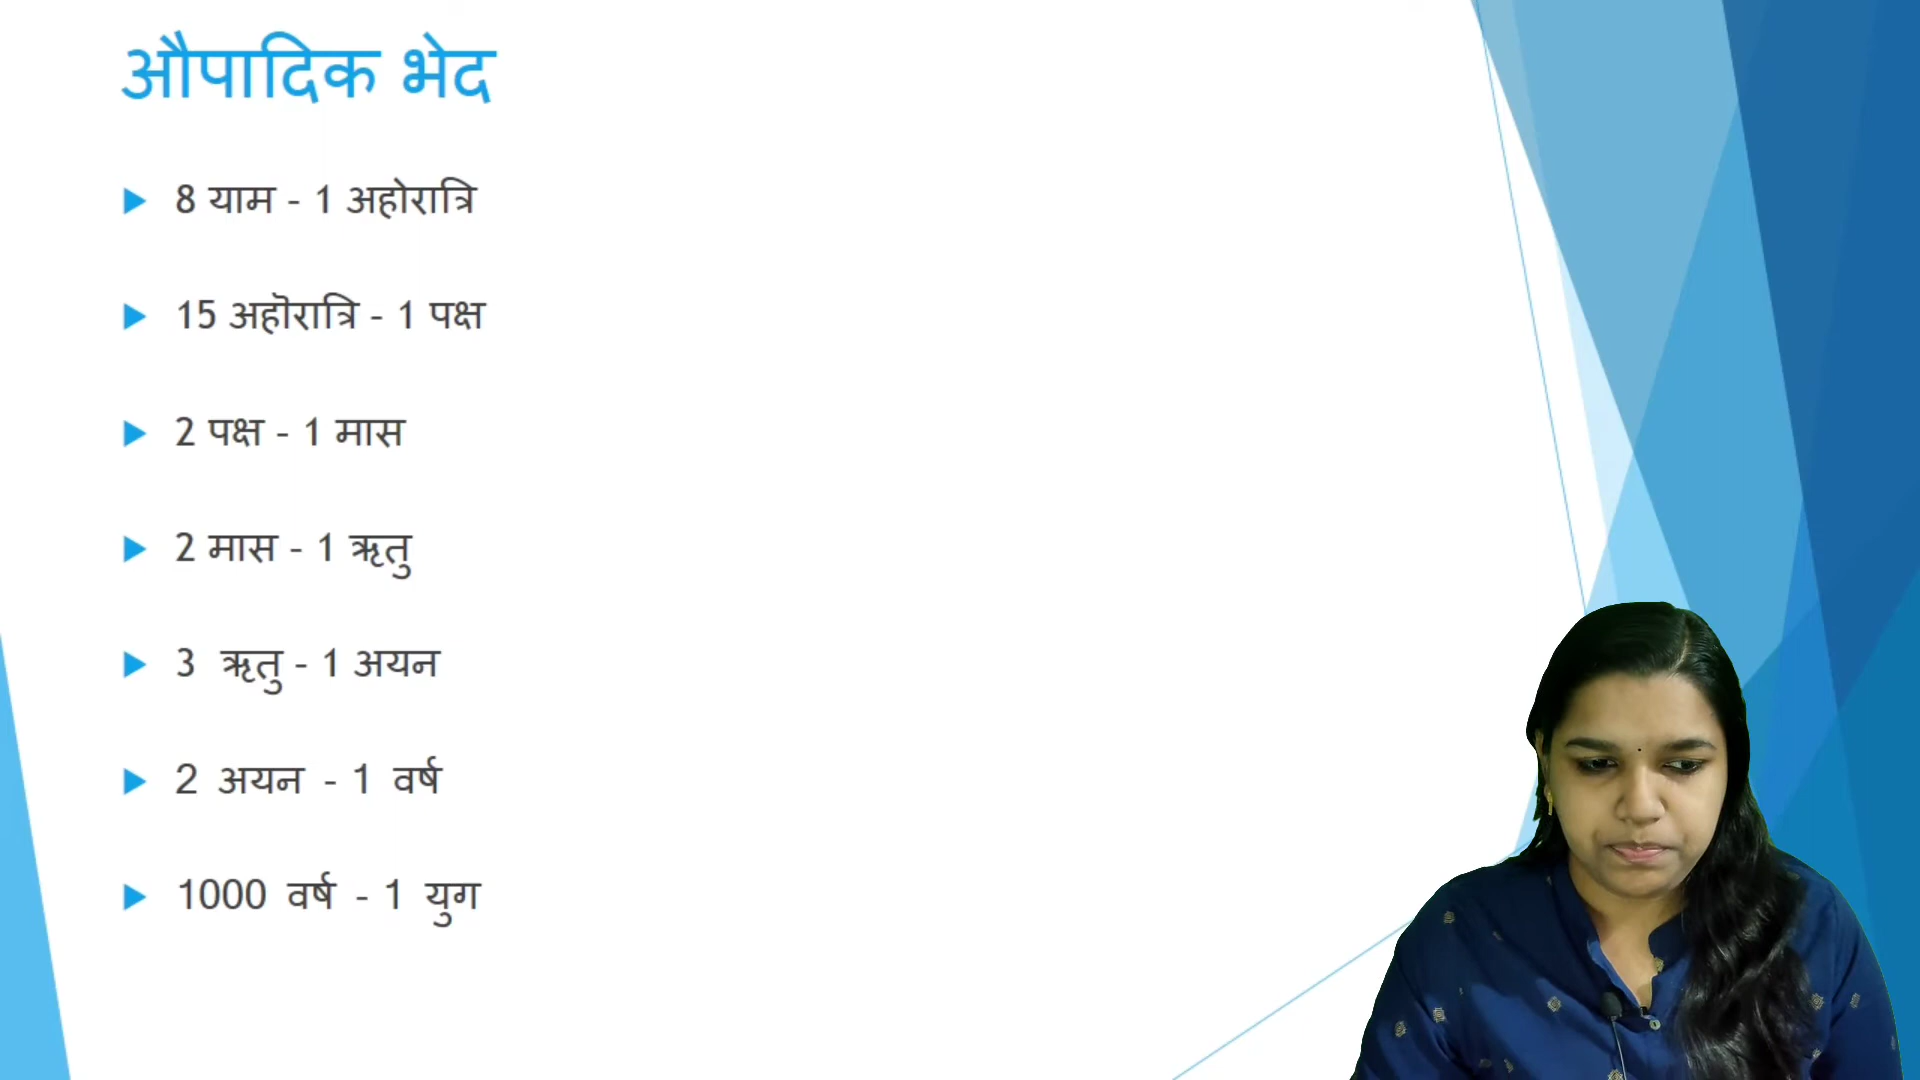 औपादिक भेद
8 याम - 1 अहोरात्रि
15 अहॊरात्रि - 1 पक्ष
2 पक्ष - 1 मास
2 मास - 1 ऋतु
3 ऋतु - 1 अयन
2 अयन - 1 वर्ष
1000 वर्ष - 1 युग